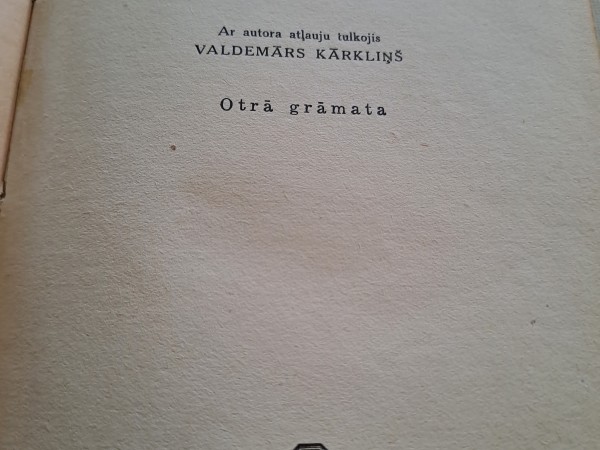 Ar autora atļauju tulkojis
VALDEMĀRS KĀRKLIŅŠ
Otrā grāmata